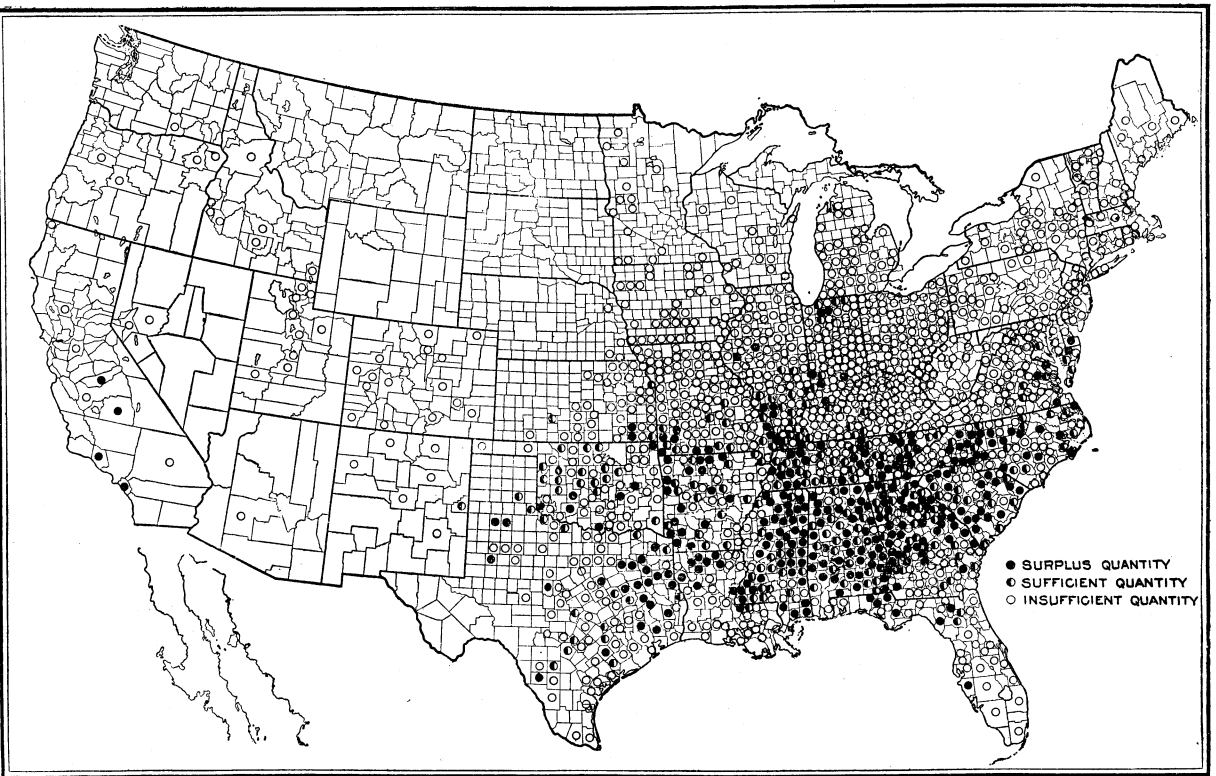 ● SURPLUS QUANTITY
◐ SUFFICIENT QUANTITY
○ INSUFFICIENT QUANTITY